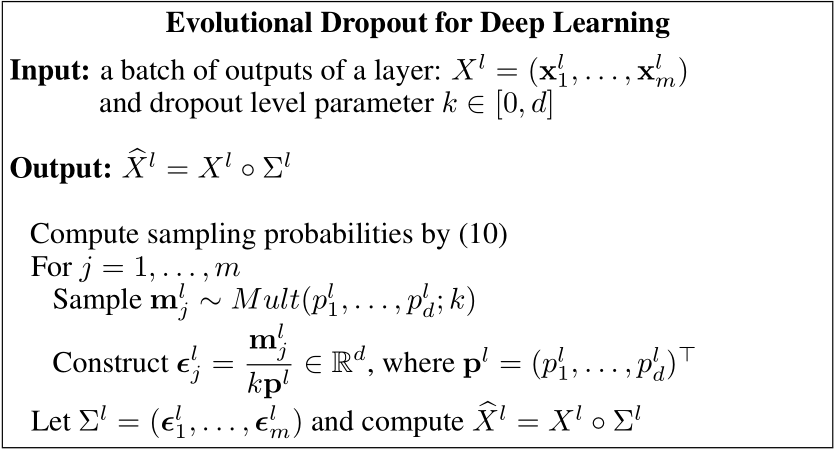 Evolutional Dropout for Deep Learning
Input: a batch of outputs of a layer: $X^l = (\mathbf{x}_1^l, \ldots, \mathbf{x}_m^l)$
and dropout level parameter $k \in [0, d]$
Output: $\widehat{X}^l = X^l \circ \Sigma^l$
Compute sampling probabilities by (10)
For $j = 1, \ldots, m$
Sample $\mathbf{m}_j^l \sim Mult(p_1^l, \ldots, p_d^l; k)$
Construct $\boldsymbol{\epsilon}_j^l = \frac{\mathbf{m}_j^l}{k\mathbf{p}^l} \in \mathbb{R}^d$, where $\mathbf{p}^l = (p_1^l, \ldots, p_d^l)^\top$
Let $\Sigma^l = (\boldsymbol{\epsilon}_1^l, \ldots, \boldsymbol{\epsilon}_m^l)$ and compute $\widehat{X}^l = X^l \circ \Sigma^l$